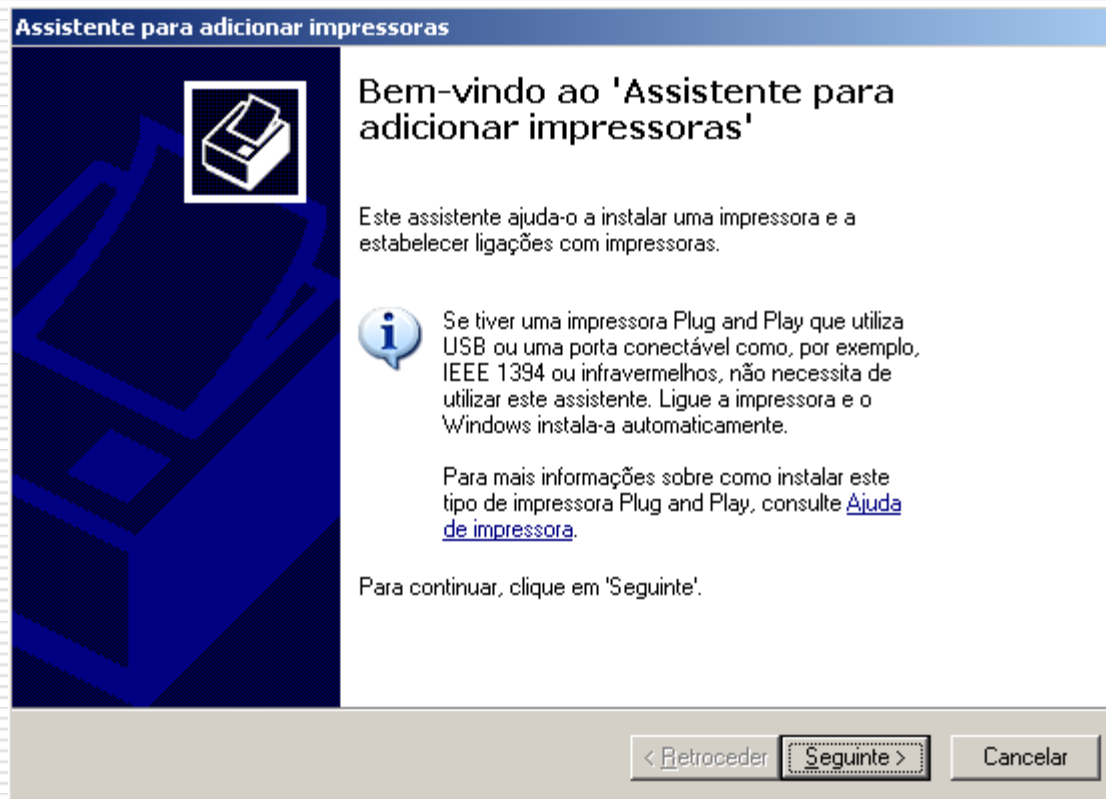 Assistente para adicionar impressoras
Bem-vindo ao 'Assistente para
adicionar impressoras'
Este assistente ajuda-o a instalar uma impressora e a
estabelecer ligações com impressoras.
Se tiver uma impressora Plug and Play que utiliza
USB ou uma porta conectável como, por exemplo,
IEEE 1394 ou infravermelhos, não necessita de
utilizar este assistente. Ligue a impressora e o
Windows instala-a automaticamente.
Para mais informações sobre como instalar este
tipo de impressora Plug and Play, consulte Ajuda
de impressora.
Para continuar, clique em 'Seguinte'.
< Retroceder Seguinte > Cancelar